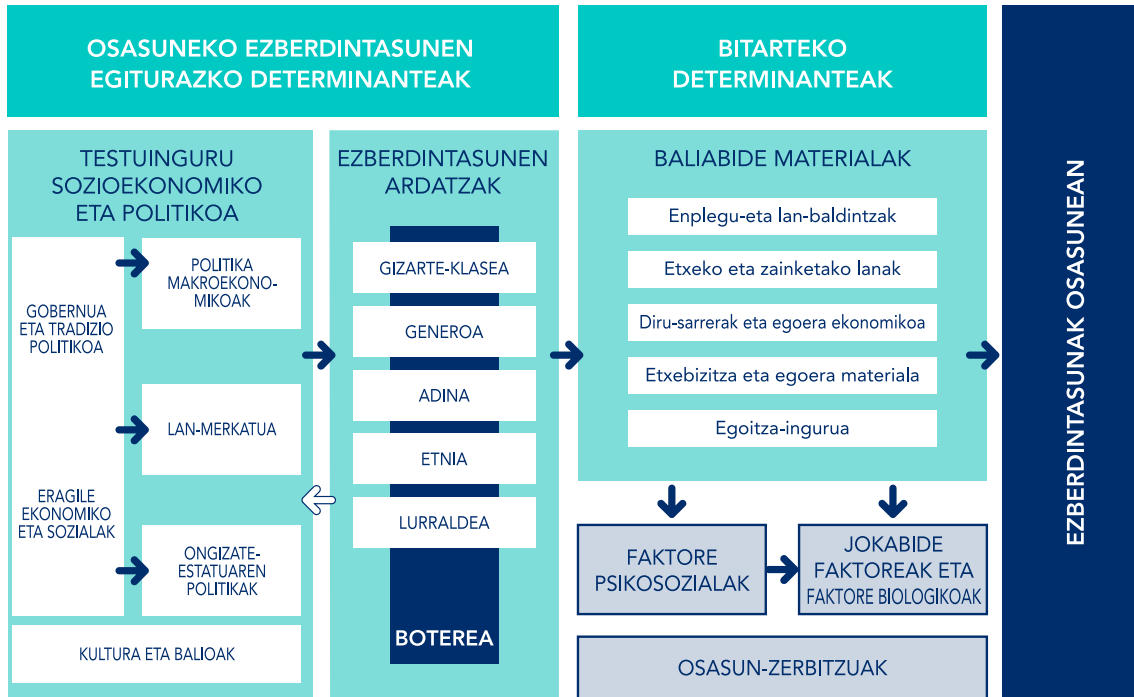 OSASUNEKO EZBERDINTASUNEN
EGITURAZKO DETERMINANTEAK
TESTUINGURU
SOZIOEKONOMIKO
ETA POLITIKOA
GOBERNUA
ETA TRADIZIO
POLITIKOA
ERAGILE
EKONOMIKO
ETA SOZIALAK
POLITIKA
MAKROEKONO-
MIKOAK
LAN-MERKATUA
ONGIZATE-
ESTATUAREN
POLITIKAK
KULTURA ETA BALIOAK
EZBERDINTASUNEN
ARDATZAK
GIZARTE-KLASEA
GENEROA
ADINA
ETNIA
LURRALDEA
BOTEREA
BITARTEKO
DETERMINANTEAK
BALIABIDE MATERIALAK
Enplegu-eta lan-baldintzak
Etxeko eta zainketako lanak
Diru-sarrerak eta egoera ekonomikoa
Etxebizitza eta egoera materiala
Egoitza-ingurua
FAKTORE
PSIKOSOZIALAK
JOKABIDE
FAKTOREAK ETA
FAKTORE BIOLOGIKOAK
OSASUN-ZERBITZUAK
EZBERDINTASUNAK OSASUNEAN